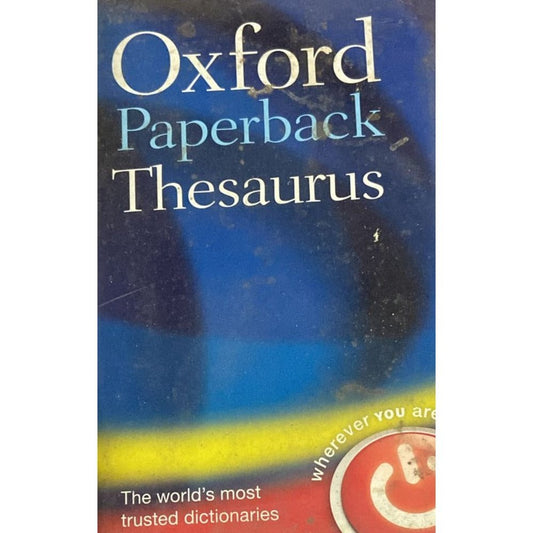 Oxford
Paperback
Thesaurus
wherever YOU are
The world's most
trusted dictionaries